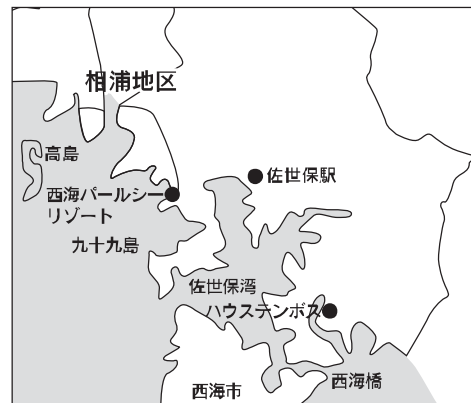 相浦地区
高島
佐世保駅
西海パールシー
リゾート
九十九島
佐世保湾
ハウステンボス
西海橋
西海市